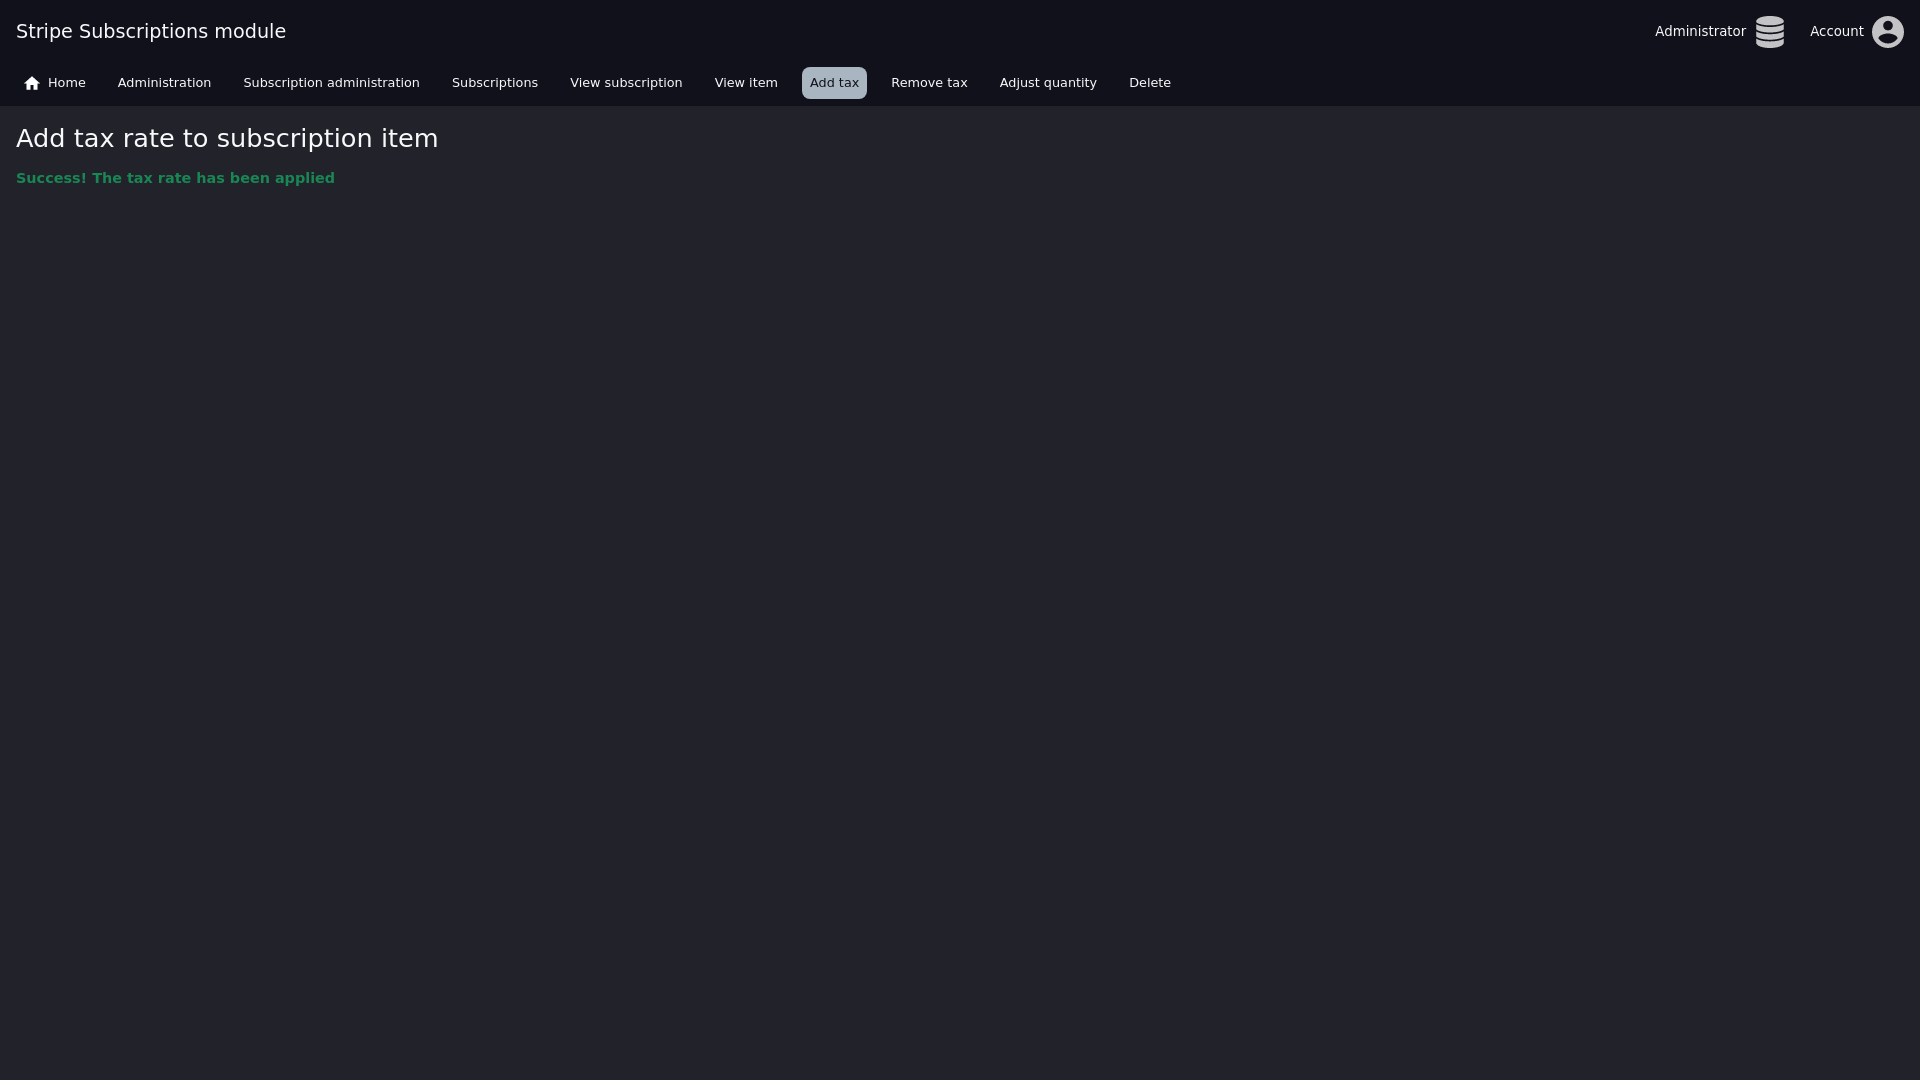 Stripe Subscriptions module
Administrator
Account
Home
Administration
Subscription administration
Subscriptions
View subscription
View item
Add tax
Remove tax
Adjust quantity
Delete
Add tax rate to subscription item
Success! The tax rate has been applied